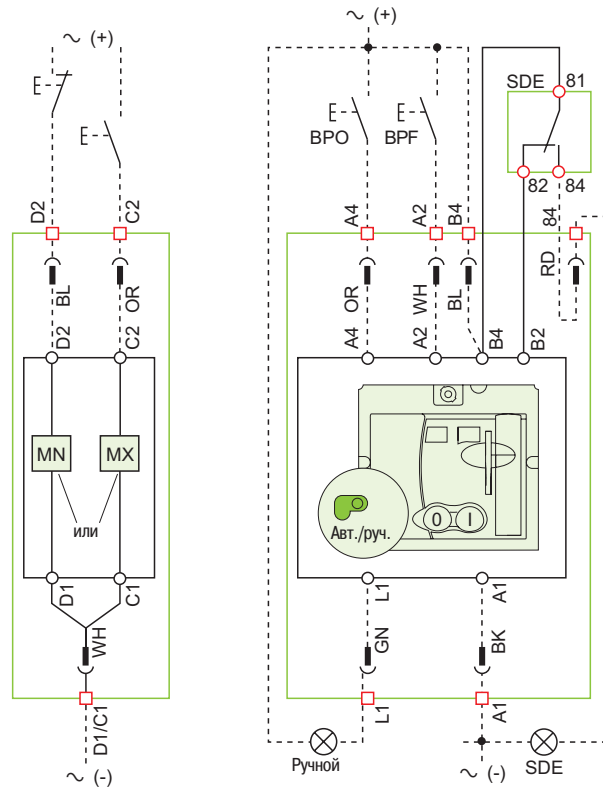 ∼ (+)
D2
C2
BL
OR
D2
C2
MN
MX
или
D1
C1
WH
D1/C1
∼ (-)
∼ (+)
SDE
81
BPO
BPF
82
84
A4
A2
B4
84
OR
WH
BL
RD
A4
A2
B4
B2
Авт./руч.
0
I
L1
A1
GN
BK
L1
A1
Ручной
∼ (-)
SDE